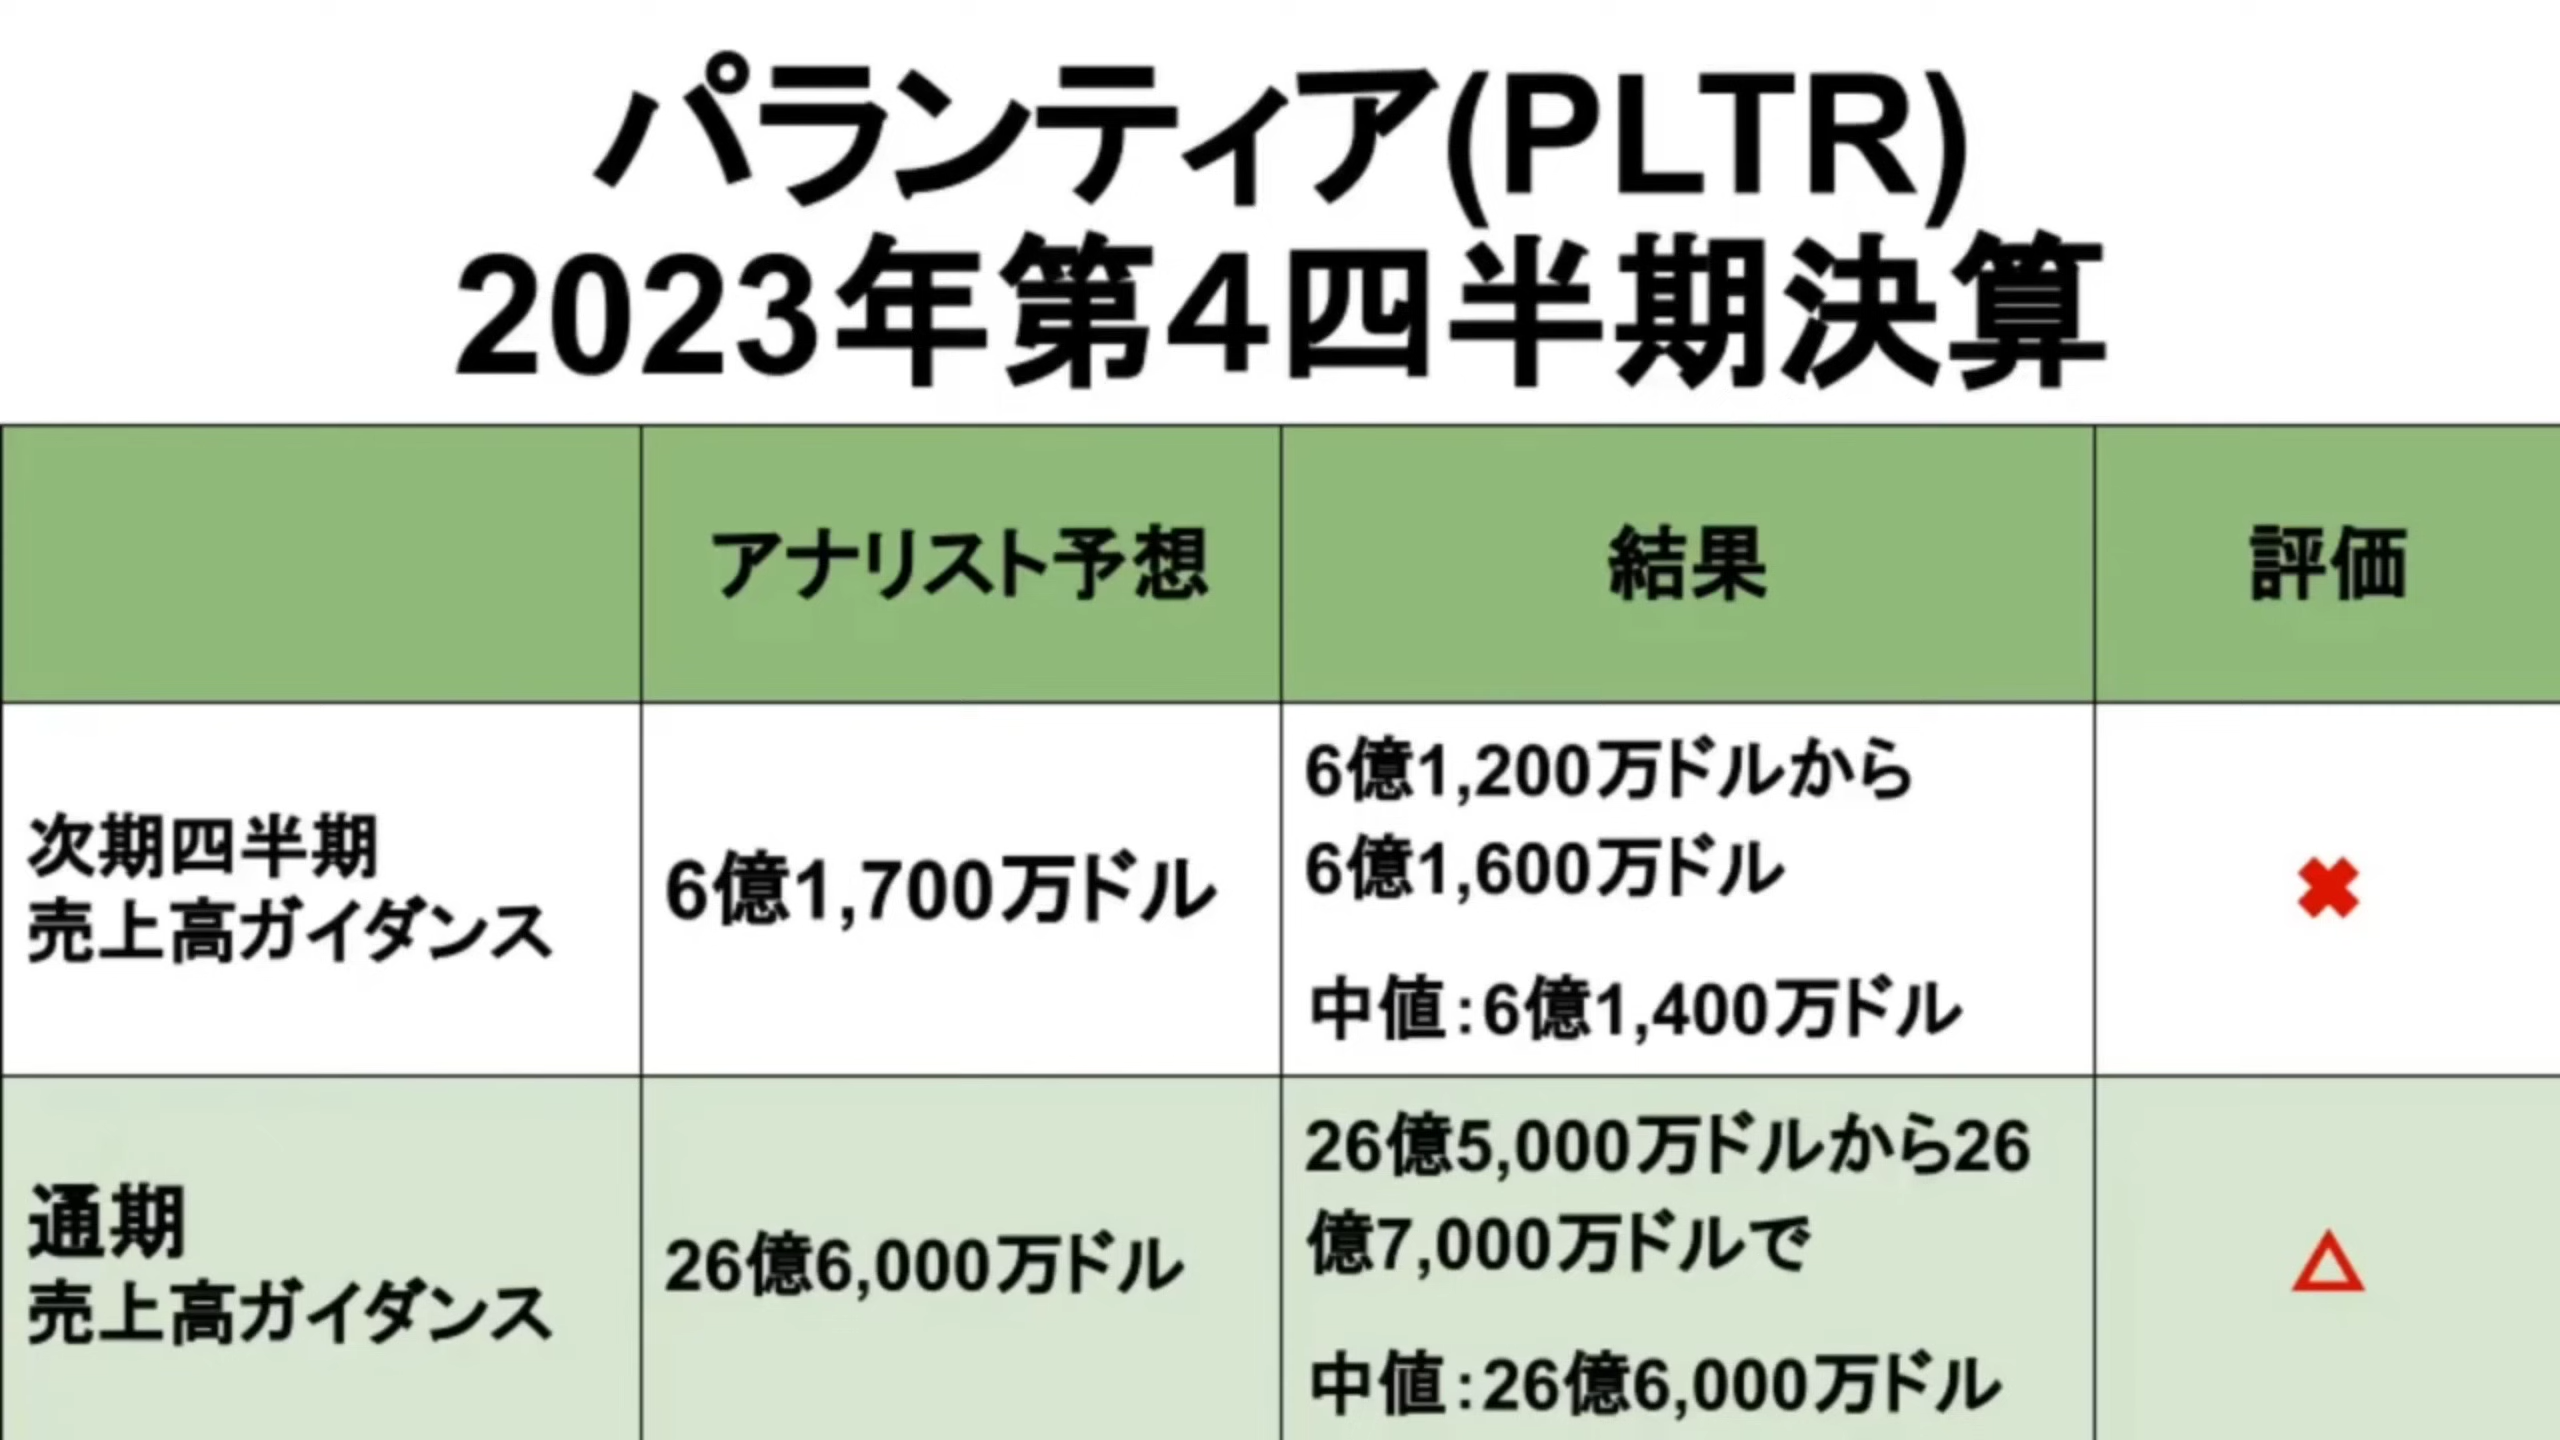 パランティア(PLTR)
2023年第4四半期決算
アナリスト予想
結果
評価
次期四半期
売上高ガイダンス
6億1,700万ドル
6億1,200万ドルから
6億1,600万ドル
中値：6億1,400万ドル
✖
通期
売上高ガイダンス
26億6,000万ドル
26億5,000万ドルから26
億7,000万ドルで
中値：26億6,000万ドル
△